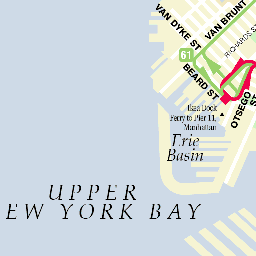 VAN DYKE ST
VAN BRUNT
RICHARDS ST
61
BEARD ST
OTSEGO ST
Ikea Dock
Ferry to Pier 11,
Manhattan
Erie
Basin
UPPER
EW YORK BAY